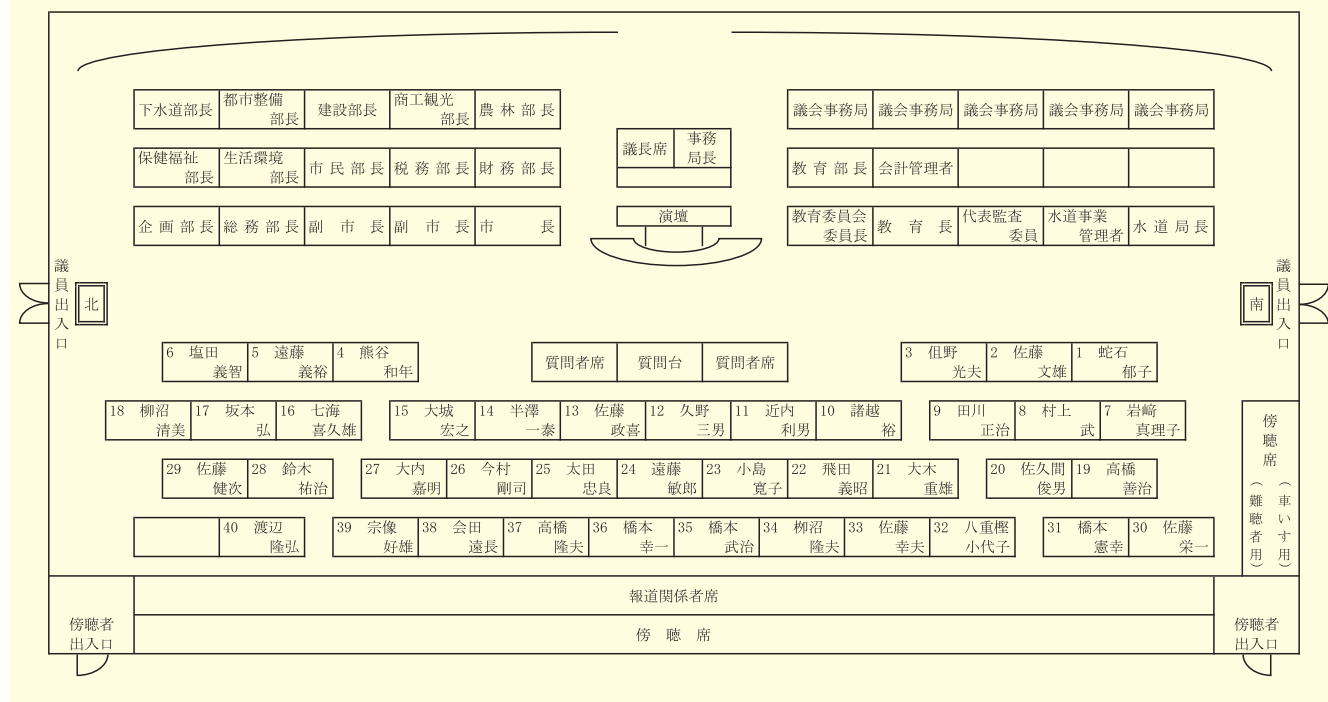 下水道部長 都市整備部長 建設部長 商工観光部長 農林部長
議会事務局 議会事務局 議会事務局 議会事務局 議会事務局
議長席 事務局長
保健福祉部長 生活環境部長 市民部長 税務部長 財務部長
教育部長 会計管理者
企画部長 総務部長 副市長 副市長 市長
演壇
教育委員会委員長 教育長 代表監査委員 水道事業管理者 水道局長
議員出入口
北
南
議員出入口
6 塩田義智 5 遠藤義裕 4 熊谷和年
質問者席 質問台 質問者席
3 但野光夫 2 佐藤文雄 1 蛇石郁子
18 柳沼清美 17 坂本弘 16 七海喜久雄
15 大城宏之 14 半澤一泰 13 佐藤政喜 12 久野三男 11 近内利男 10 諸越裕
9 田川正治 8 村上武 7 岩﨑真理子
29 佐藤健次 28 鈴木祐治
27 大内嘉明 26 今村剛司 25 太田忠良 24 遠藤敏郎 23 小島寛子 22 飛田義昭 21 大木重雄
20 佐久間俊男 19 高橋善治
40 渡辺隆弘
39 宗像好雄 38 会田遠長 37 高橋隆夫 36 橋本幸一 35 橋本武治 34 柳沼隆夫 33 佐藤幸夫 32 八重樫小代子
31 橋本憲幸 30 佐藤栄一
傍聴席
(車いす用)
(難聴者用)
報道関係者席
傍聴席
傍聴者
出入口
傍聴者
出入口